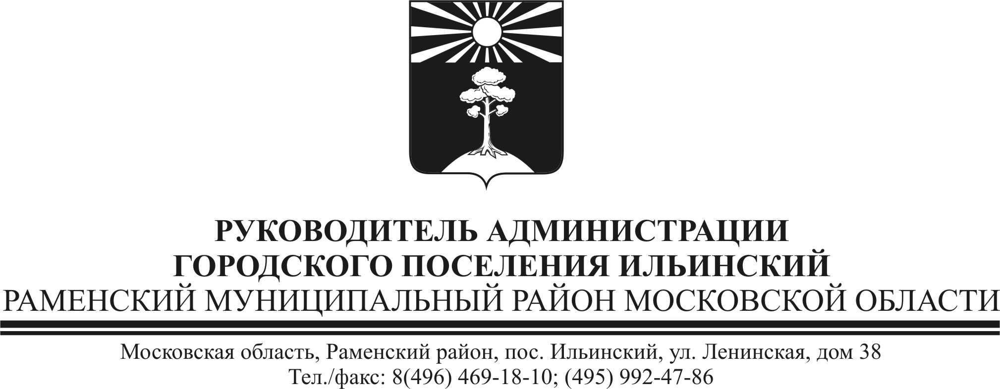 РУКОВОДИТЕЛЬ АДМИНИСТРАЦИИ
ГОРОДСКОГО ПОСЕЛЕНИЯ ИЛЬИНСКИЙ
РАМЕНСКИЙ МУНИЦИПАЛЬНЫЙ РАЙОН МОСКОВСКОЙ ОБЛАСТИ
Московская область, Раменский район, пос. Ильинский, ул. Ленинская, дом 38
Тел./факс: 8(496) 469-18-10; (495) 992-47-86